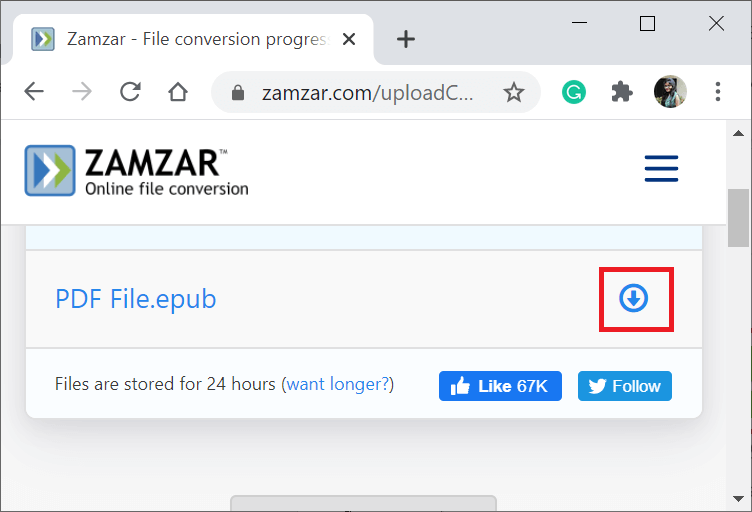 Zamzar - File conversion progres
zamzar.com/uploadC...
ZAMZAR™
Online file conversion
PDF File.epub
Files are stored for 24 hours (want longer?)
Like 67K
Follow